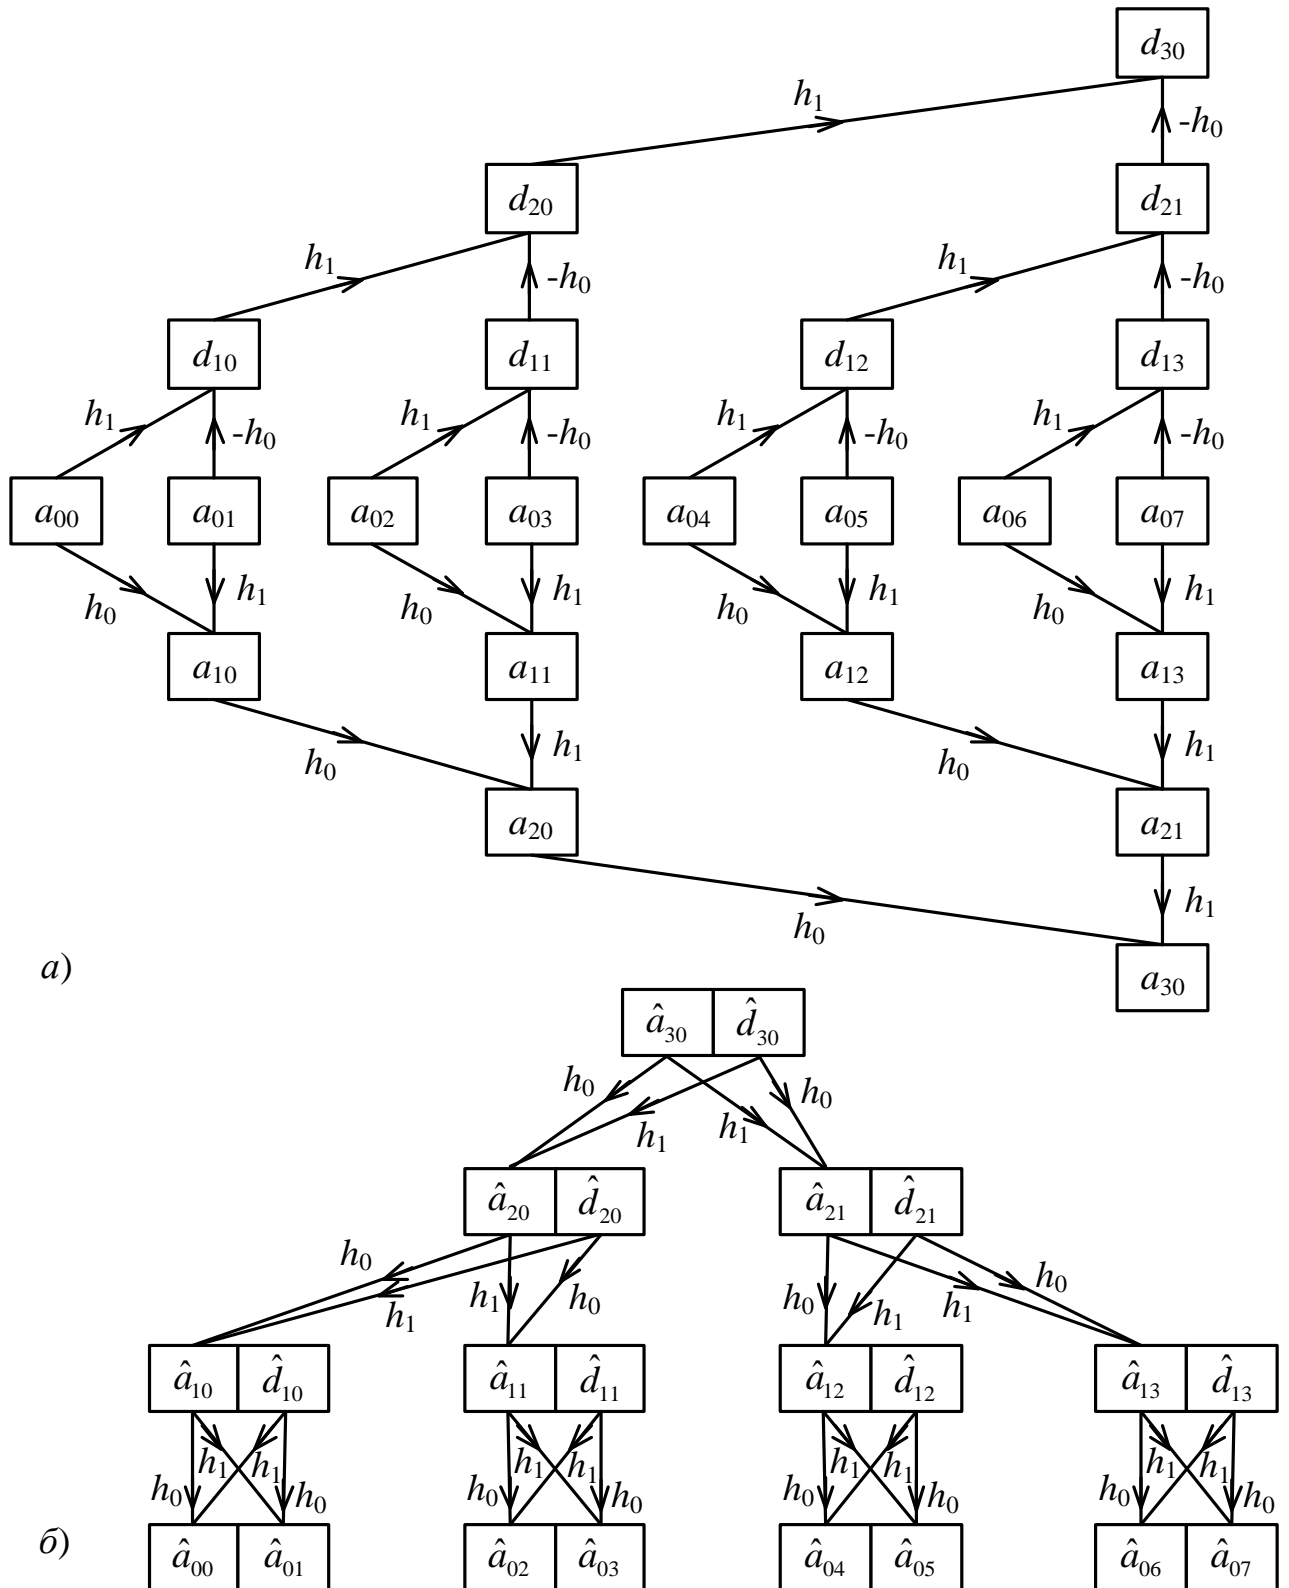 d30
h1
-h0
d20 d21
h1 -h0 h1 -h0
d10 d11 d12 d13
h1 -h0 h1 -h0 h1 -h0 h1 -h0
a00 a01 a02 a03 a04 a05 a06 a07
h0 h1 h0 h1 h0 h1 h0 h1
a10 a11 a12 a13
h0 h1 h0 h1
a20 a21
h0 h1
а) a30
â30 d̂30
h0 h1 h1 h0
â20 d̂20 â21 d̂21
h0 h1 h1 h0 h0 h1 h1 h0
â10 d̂10 â11 d̂11 â12 d̂12 â13 d̂13
h1 h1 h1 h1 h1 h1 h1 h1
h0 h0 h0 h0 h0 h0 h0 h0
б) â00 â01 â02 â03 â04 â05 â06 â07